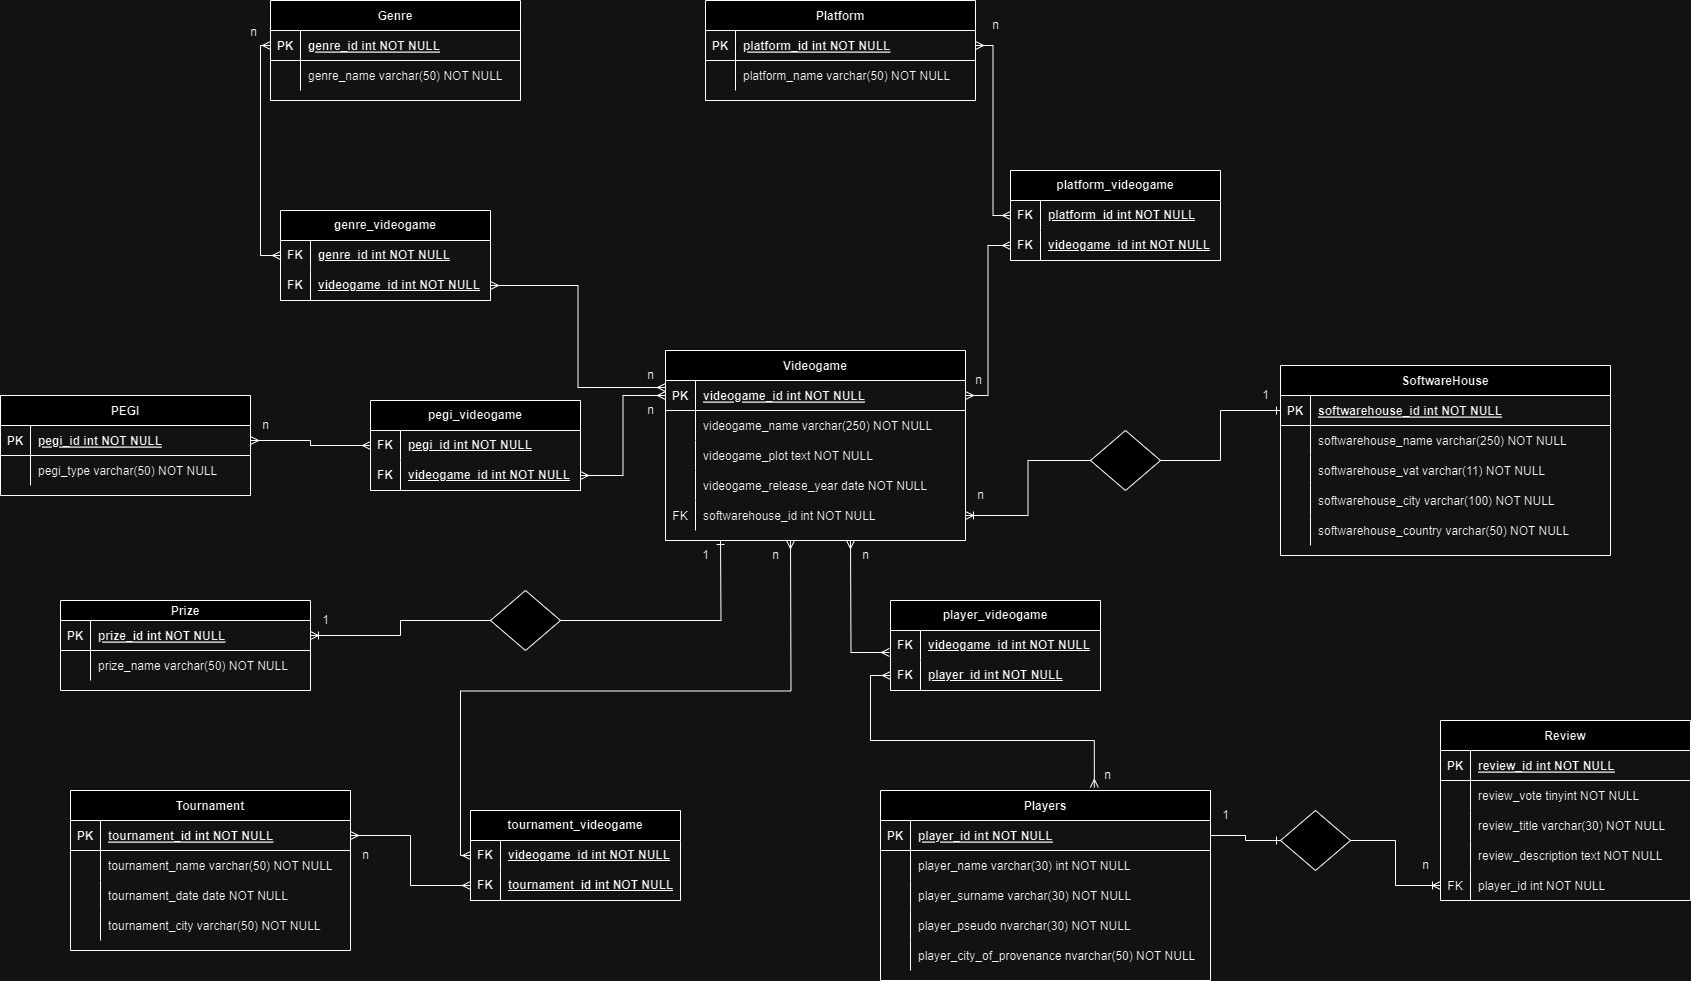 Genre
n
PK genre_id int NOT NULL
genre_name varchar(50) NOT NULL
Platform
n
PK platform_id int NOT NULL
platform_name varchar(50) NOT NULL
platform_videogame
FK platform_id int NOT NULL
FK videogame_id int NOT NULL
genre_videogame
FK genre_id int NOT NULL
FK videogame_id int NOT NULL
Videogame
n
n
n
PK videogame_id int NOT NULL
videogame_name varchar(250) NOT NULL
videogame_plot text NOT NULL
videogame_release_year date NOT NULL
FK softwarehouse_id int NOT NULL
n
1
n
n
SoftwareHouse
1
PK softwarehouse_id int NOT NULL
softwarehouse_name varchar(250) NOT NULL
softwarehouse_vat varchar(11) NOT NULL
softwarehouse_city varchar(100) NOT NULL
softwarehouse_country varchar(50) NOT NULL
PEGI
n
PK pegi_id int NOT NULL
pegi_type varchar(50) NOT NULL
pegi_videogame
FK pegi_id int NOT NULL
FK videogame_id int NOT NULL
Prize
1
PK prize_id int NOT NULL
prize_name varchar(50) NOT NULL
player_videogame
FK videogame_id int NOT NULL
FK player_id int NOT NULL
Tournament
PK tournament_id int NOT NULL
n
tournament_name varchar(50) NOT NULL
tournament_date date NOT NULL
tournament_city varchar(50) NOT NULL
tournament_videogame
FK videogame_id int NOT NULL
FK tournament_id int NOT NULL
n
Players
1
PK player_id int NOT NULL
player_name varchar(30) int NOT NULL
player_surname varchar(30) NOT NULL
player_pseudo nvarchar(30) NOT NULL
player_city_of_provenance nvarchar(50) NOT NULL
Review
PK review_id int NOT NULL
review_vote tinyint NOT NULL
review_title varchar(30) NOT NULL
review_description text NOT NULL
n
FK player_id int NOT NULL